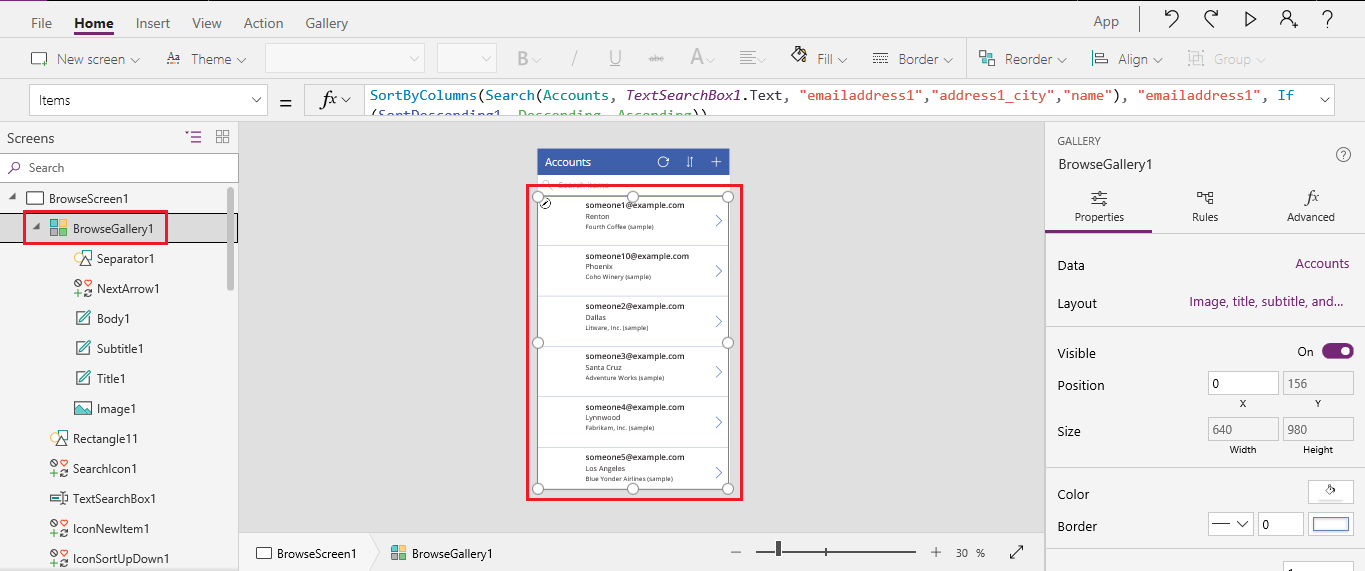 File Home Insert View Action Gallery App
New screen Theme B / U abc A Fill Border Reorder Align Group
Items = fx SortByColumns(Search(Accounts, TextSearchBox1.Text, "emailaddress1","address1_city","name"), "emailaddress1", If
(SortDescending1, Descending, Ascending))
Screens
Search
BrowseScreen1
BrowseGallery1
Separator1
NextArrow1
Body1
Subtitle1
Title1
Image1
Rectangle11
SearchIcon1
TextSearchBox1
IconNewItem1
IconSortUpDown1
Accounts
Search items
someone1@example.com
Renton
Fourth Coffee (sample)
someone10@example.com
Phoenix
Coho Winery (sample)
someone2@example.com
Dallas
Litware, Inc. (sample)
someone3@example.com
Santa Cruz
Adventure Works (sample)
someone4@example.com
Lynnwood
Fabrikam, Inc. (sample)
someone5@example.com
Los Angeles
Blue Yonder Airlines (sample)
BrowseScreen1 BrowseGallery1 30 %
GALLERY
BrowseGallery1
Properties Rules Advanced
Data Accounts
Layout Image, title, subtitle, and...
Visible On
Position 0 156
X Y
Size 640 980
Width Height
Color
Border 0